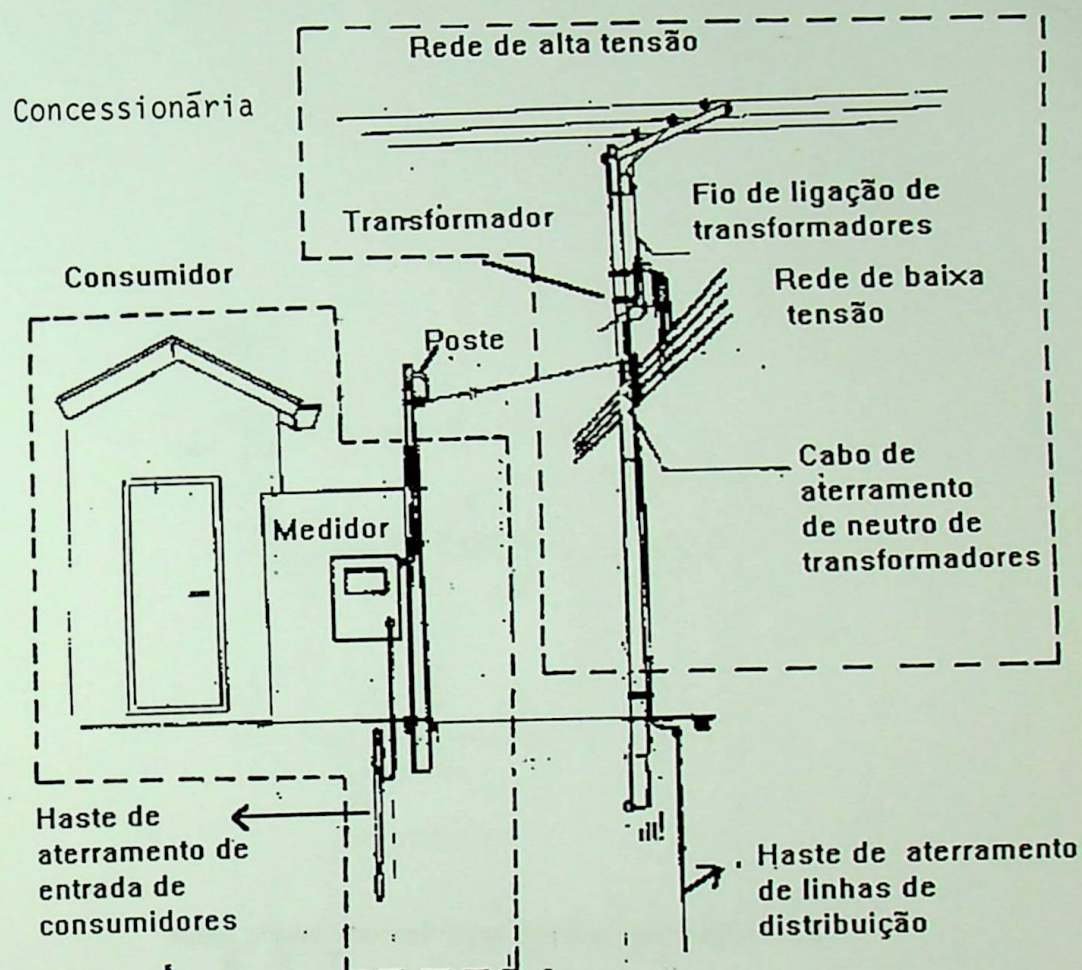 Rede de alta tensão
Concessionãria
Transformador
Fio de ligação de
transformadores
Consumidor
Rede de baixa
tensão
Poste
Cabo de
aterramento
de neutro de
transformadores
Medidor
Haste de
aterramento de
entrada de
consumidores
Haste de aterramento
de linhas de
distribuição